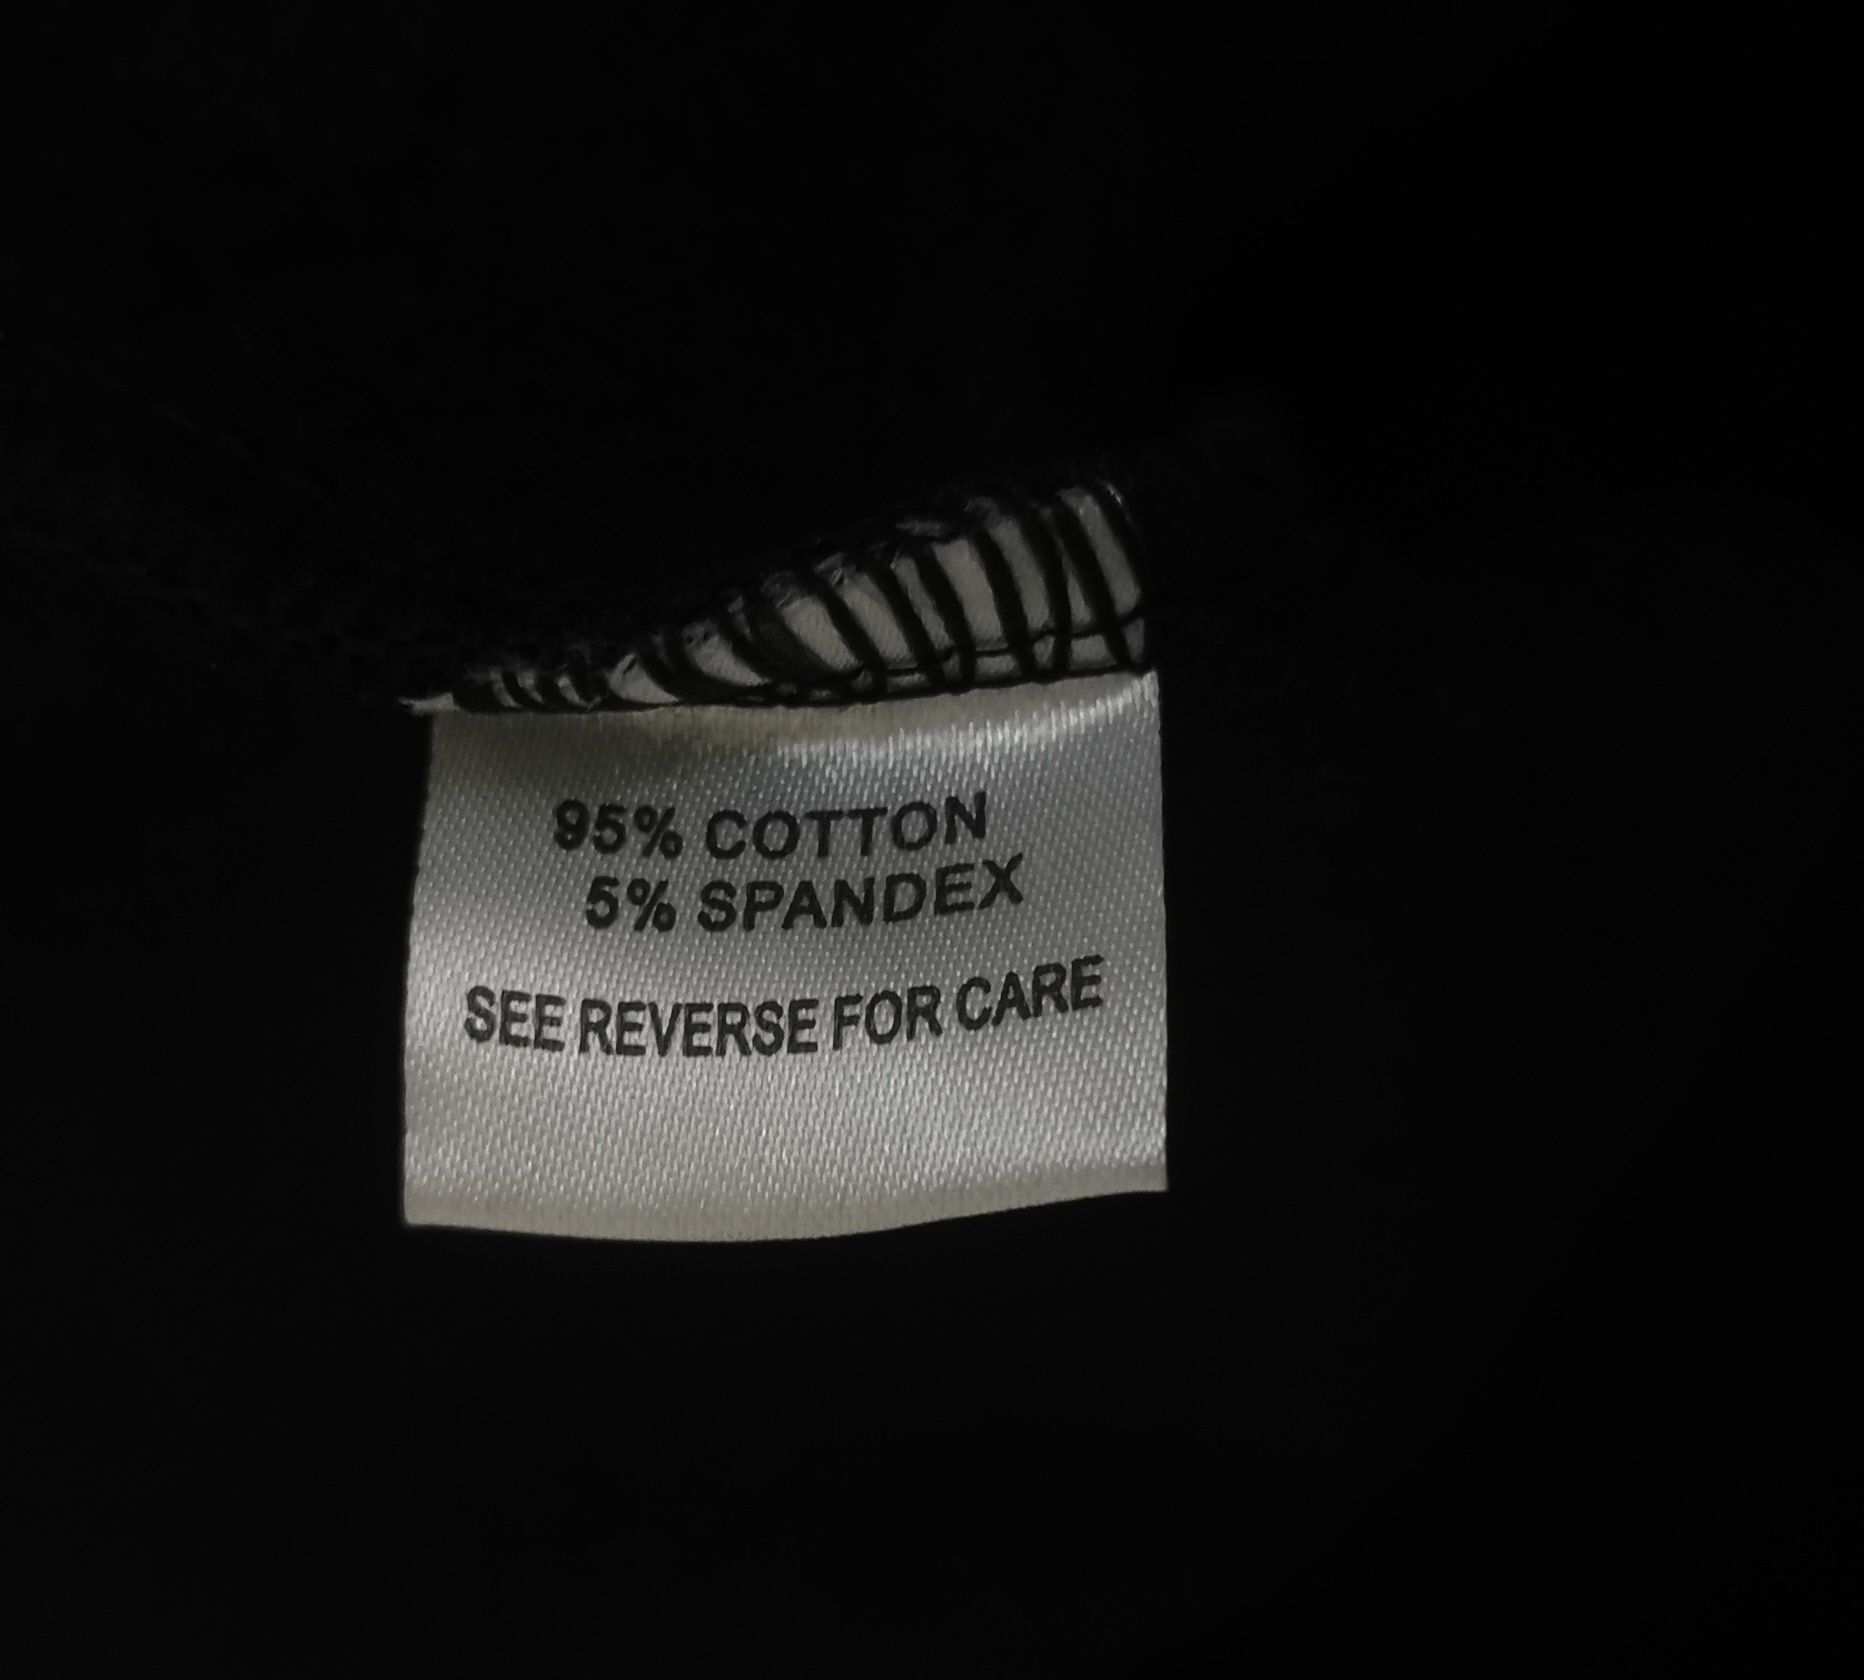 95% COTTON
5% SPANDEX
SEE REVERSE FOR CARE